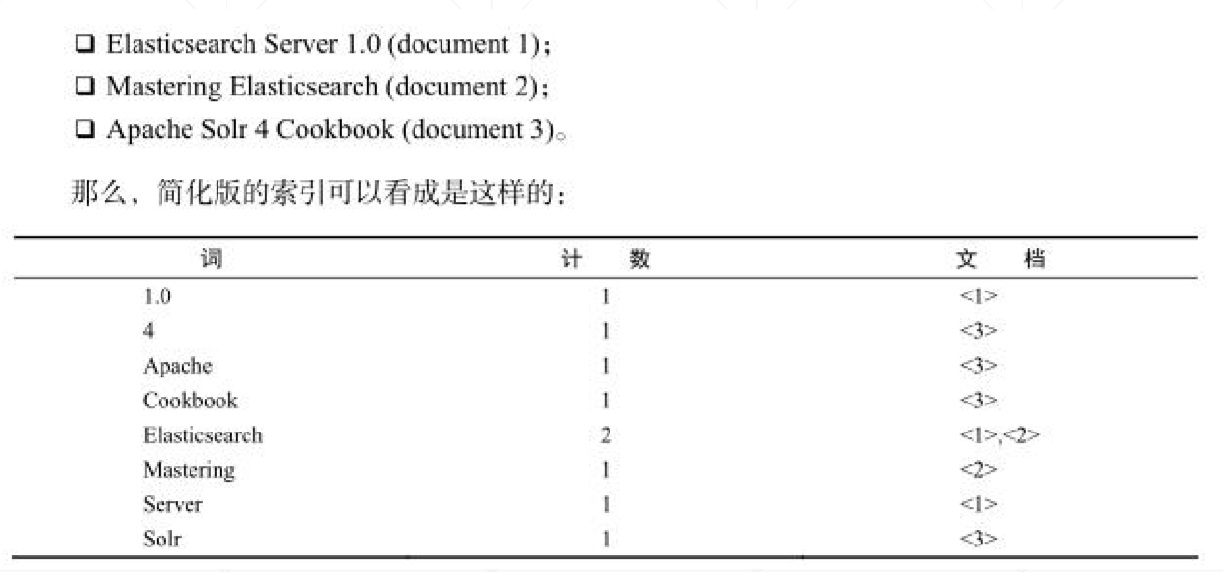 ❑ Elasticsearch Server 1.0 (document 1)；
❑ Mastering Elasticsearch (document 2)；
❑ Apache Solr 4 Cookbook (document 3)。
那么，简化版的索引可以看成是这样的：
词 计 数 文 档
1.0 1 <1>
4 1 <3>
Apache 1 <3>
Cookbook 1 <3>
Elasticsearch 2 <1>,<2>
Mastering 1 <2>
Server 1 <1>
Solr 1 <3>